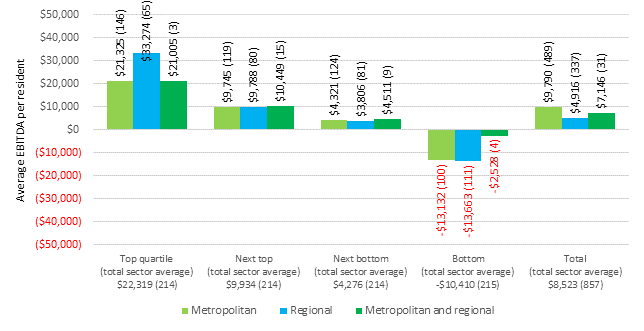 $50,000
$40,000
$30,000
$20,000
$10,000
$0
($10,000)
($20,000)
($30,000)
($40,000)
($50,000)
Average EBITDA per resident
$21,325 (146)
$33,274 (65)
$21,005 (3)
$9,745 (119)
$9,788 (80)
$10,449 (15)
$4,321 (124)
$3,806 (81)
$4,511 (9)
-$13,132 (100)
-$13,663 (111)
-$2,528 (4)
$9,790 (489)
$4,916 (337)
$7,146 (31)
Top quartile
(total sector average)
$22,319 (214)
Next top
(total sector average)
$9,934 (214)
Next bottom
(total sector average)
$4,276 (214)
Bottom
(total sector average)
-$10,410 (215)
Total
(total sector average)
$8,523 (857)
Metropolitan
Regional
Metropolitan and regional